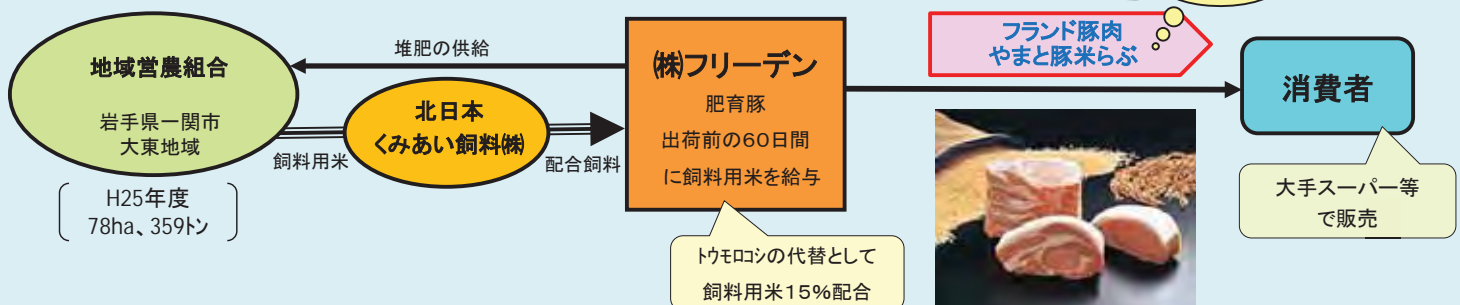 地域営農組合
岩手県一関市
大東地域
H25年度
78ha、359トン
堆肥の供給
飼料用米
北日本
くみあい飼料㈱
配合飼料
㈱フリーデン
肥育豚
出荷前の60日間
に飼料用米を給与
トウモロコシの代替として
飼料用米15%配合
フランド豚肉
やまと豚米らぶ
消費者
大手スーパー等
で販売